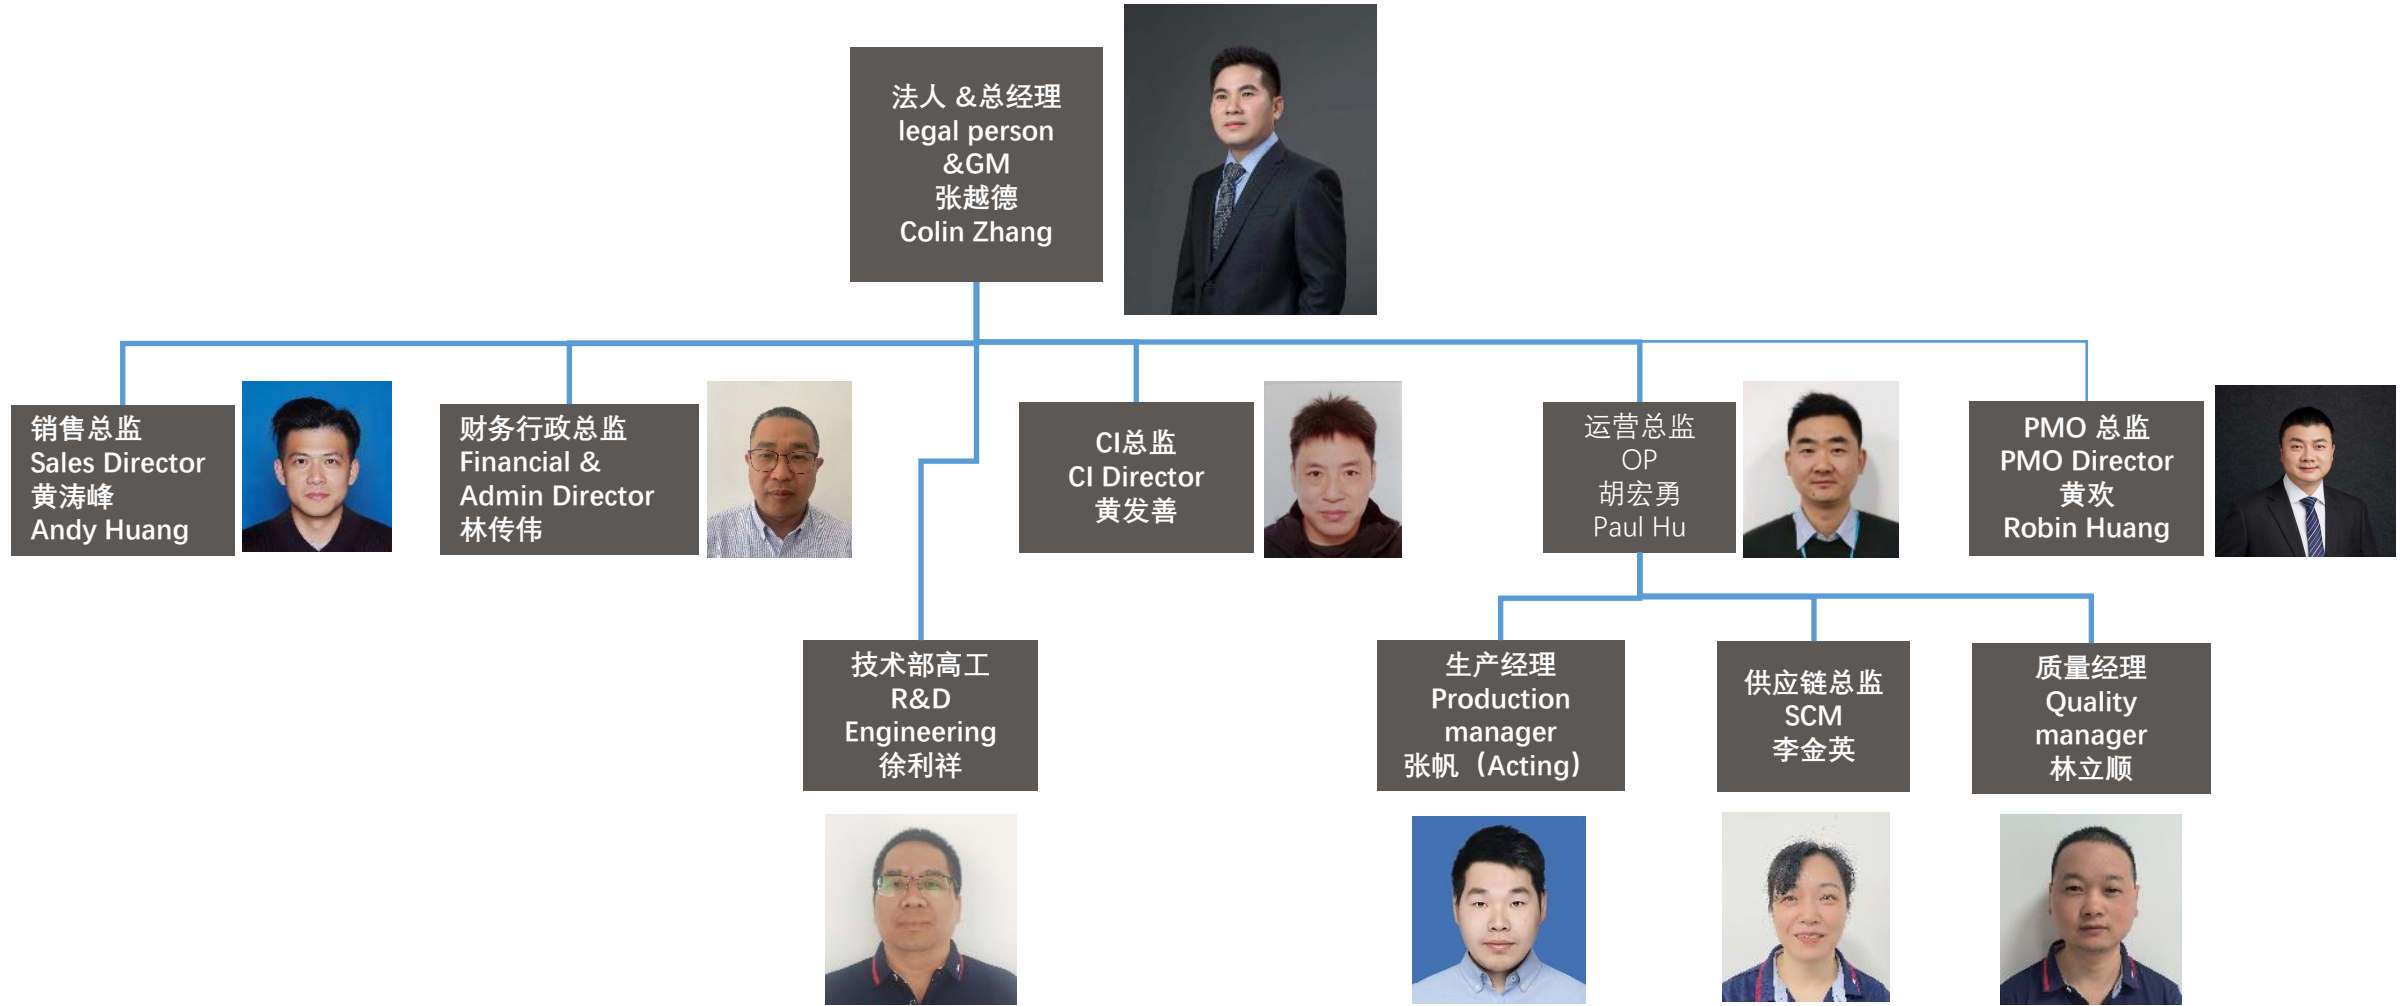 法人 &总经理
legal person
&GM
张越德
Colin Zhang
销售总监
Sales Director
黄涛峰
Andy Huang
财务行政总监
Financial &
Admin Director
林传伟
CI总监
CI Director
黄发善
运营总监
OP
胡宏勇
Paul Hu
PMO 总监
PMO Director
黄欢
Robin Huang
技术部高工
R&D
Engineering
徐利祥
生产经理
Production
manager
张帆（Acting）
供应链总监
SCM
李金英
质量经理
Quality
manager
林立顺